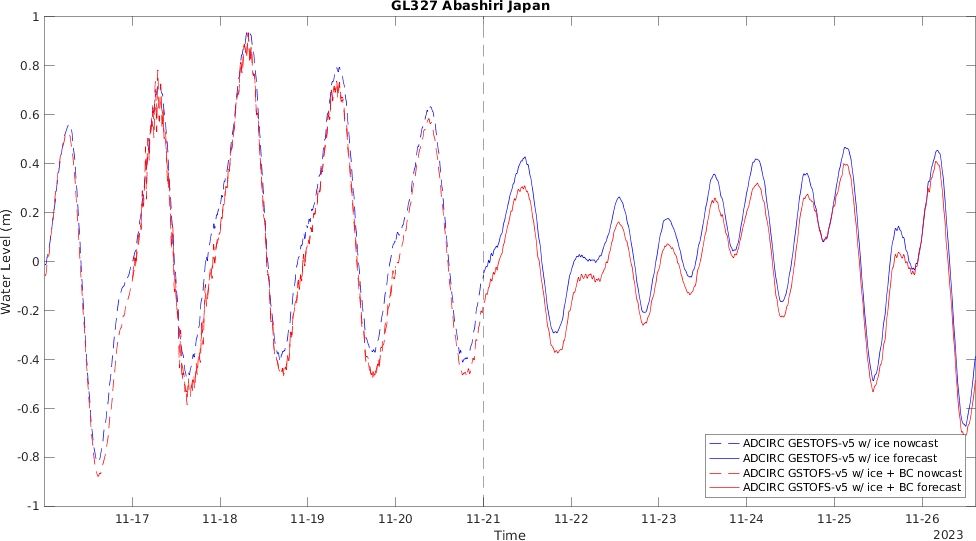 GL327 Abashiri Japan
Water Level (m)
1
0.8
0.6
0.4
0.2
0
-0.2
-0.4
-0.6
-0.8
-1
11-17 11-18 11-19 11-20 11-21 11-22 11-23 11-24 11-25 11-26
Time
2023
ADCIRC GESTOFS-v5 w/ ice nowcast
ADCIRC GESTOFS-v5 w/ ice forecast
ADCIRC GSTOFS-v5 w/ ice + BC nowcast
ADCIRC GSTOFS-v5 w/ ice + BC forecast